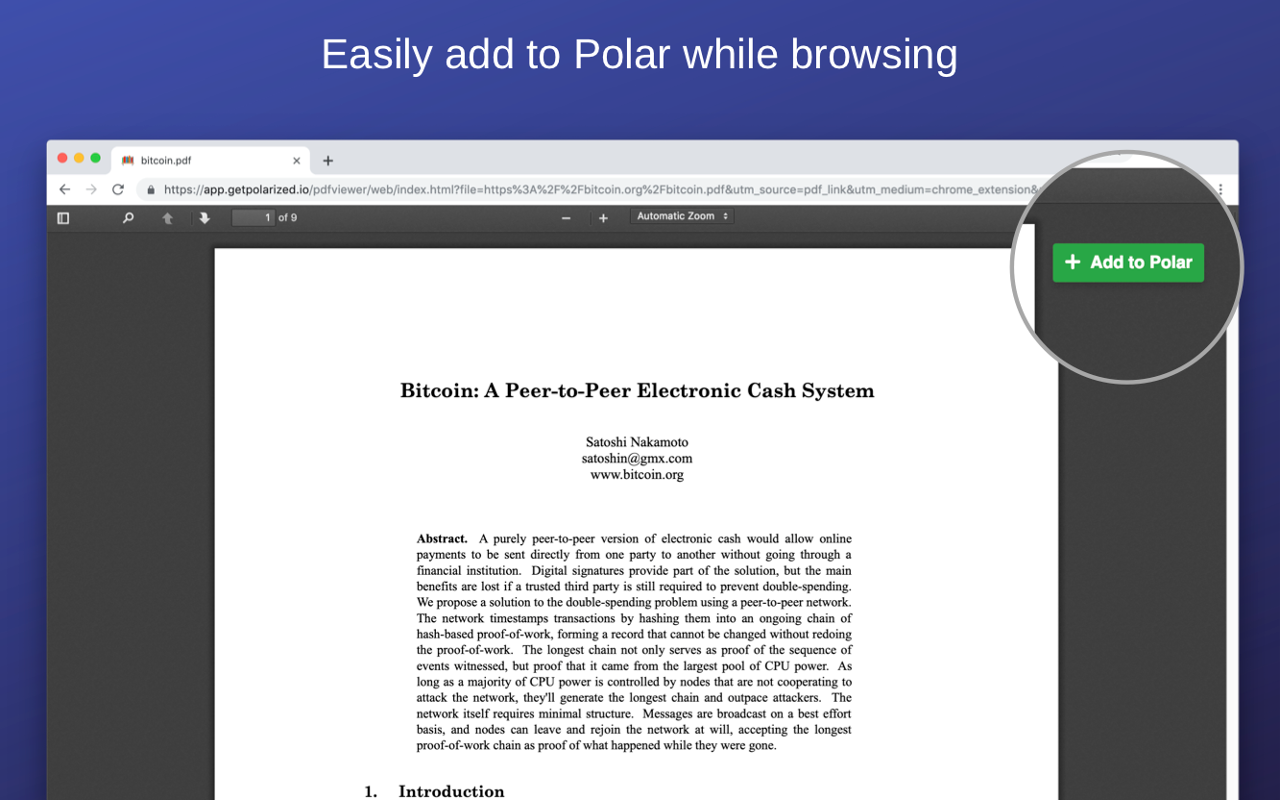 Easily add to Polar while browsing
bitcoin.pdf
https://app.getpolarized.io/pdfviewer/web/index.html?file=https%3A%2F%2Fbitcoin.org%2Fbitcoin.pdf&utm_source=pdf_link&utm_medium=chrome_extension&
1 of 9
Automatic Zoom
+ Add to Polar
Bitcoin: A Peer-to-Peer Electronic Cash System
Satoshi Nakamoto
satoshin@gmx.com
www.bitcoin.org
Abstract. A purely peer-to-peer version of electronic cash would allow online
payments to be sent directly from one party to another without going through a
financial institution. Digital signatures provide part of the solution, but the main
benefits are lost if a trusted third party is still required to prevent double-spending.
We propose a solution to the double-spending problem using a peer-to-peer network.
The network timestamps transactions by hashing them into an ongoing chain of
hash-based proof-of-work, forming a record that cannot be changed without redoing
the proof-of-work. The longest chain not only serves as proof of the sequence of
events witnessed, but proof that it came from the largest pool of CPU power. As
long as a majority of CPU power is controlled by nodes that are not cooperating to
attack the network, they'll generate the longest chain and outpace attackers. The
network itself requires minimal structure. Messages are broadcast on a best effort
basis, and nodes can leave and rejoin the network at will, accepting the longest
proof-of-work chain as proof of what happened while they were gone.
1. Introduction